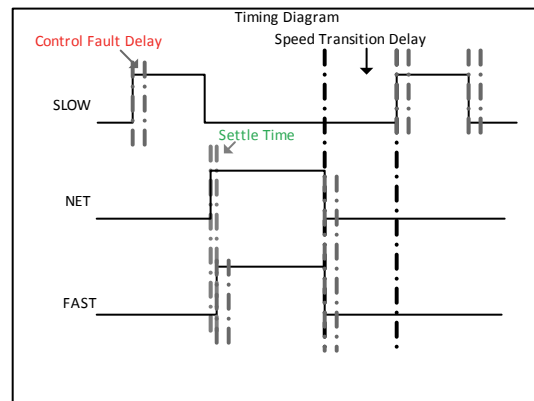 Timing Diagram
Control Fault Delay
Speed Transition Delay
SLOW
Settle Time
NET
FAST